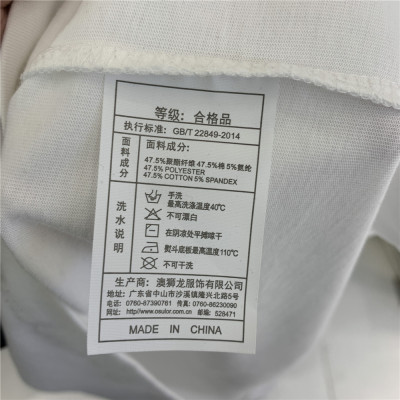 等级：合格品
执行标准：GB/T 22849-2014
面料成分
面料成分：
47.5%聚脂纤维 47.5%棉 5%氨纶
47.5% POLYESTER
47.5% COTTON 5% SPANDEX
洗水说明
手洗
最高洗涤温度40℃
不可漂白
在阴凉处平摊晾干
熨斗底板最高温度110℃
不可干洗
生产商：澳狮龙服饰有限公司
地址：广东省中山市沙溪镇隆兴北路5号
电话：0760-87390761 传真：0760-86230090
网址：http://www.osulor.com 邮编：528471
MADE IN CHINA